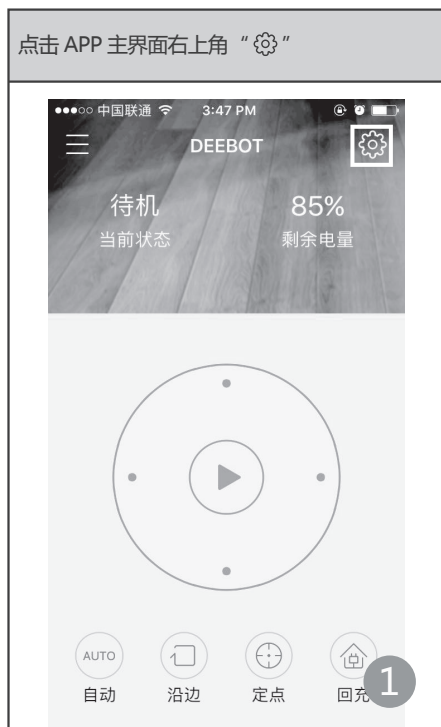 点击 APP 主界面右上角 “ ”
中国联通 3:47 PM
DEEBOT
待机 85%
当前状态 剩余电量
AUTO
自动 沿边 定点 回充
1